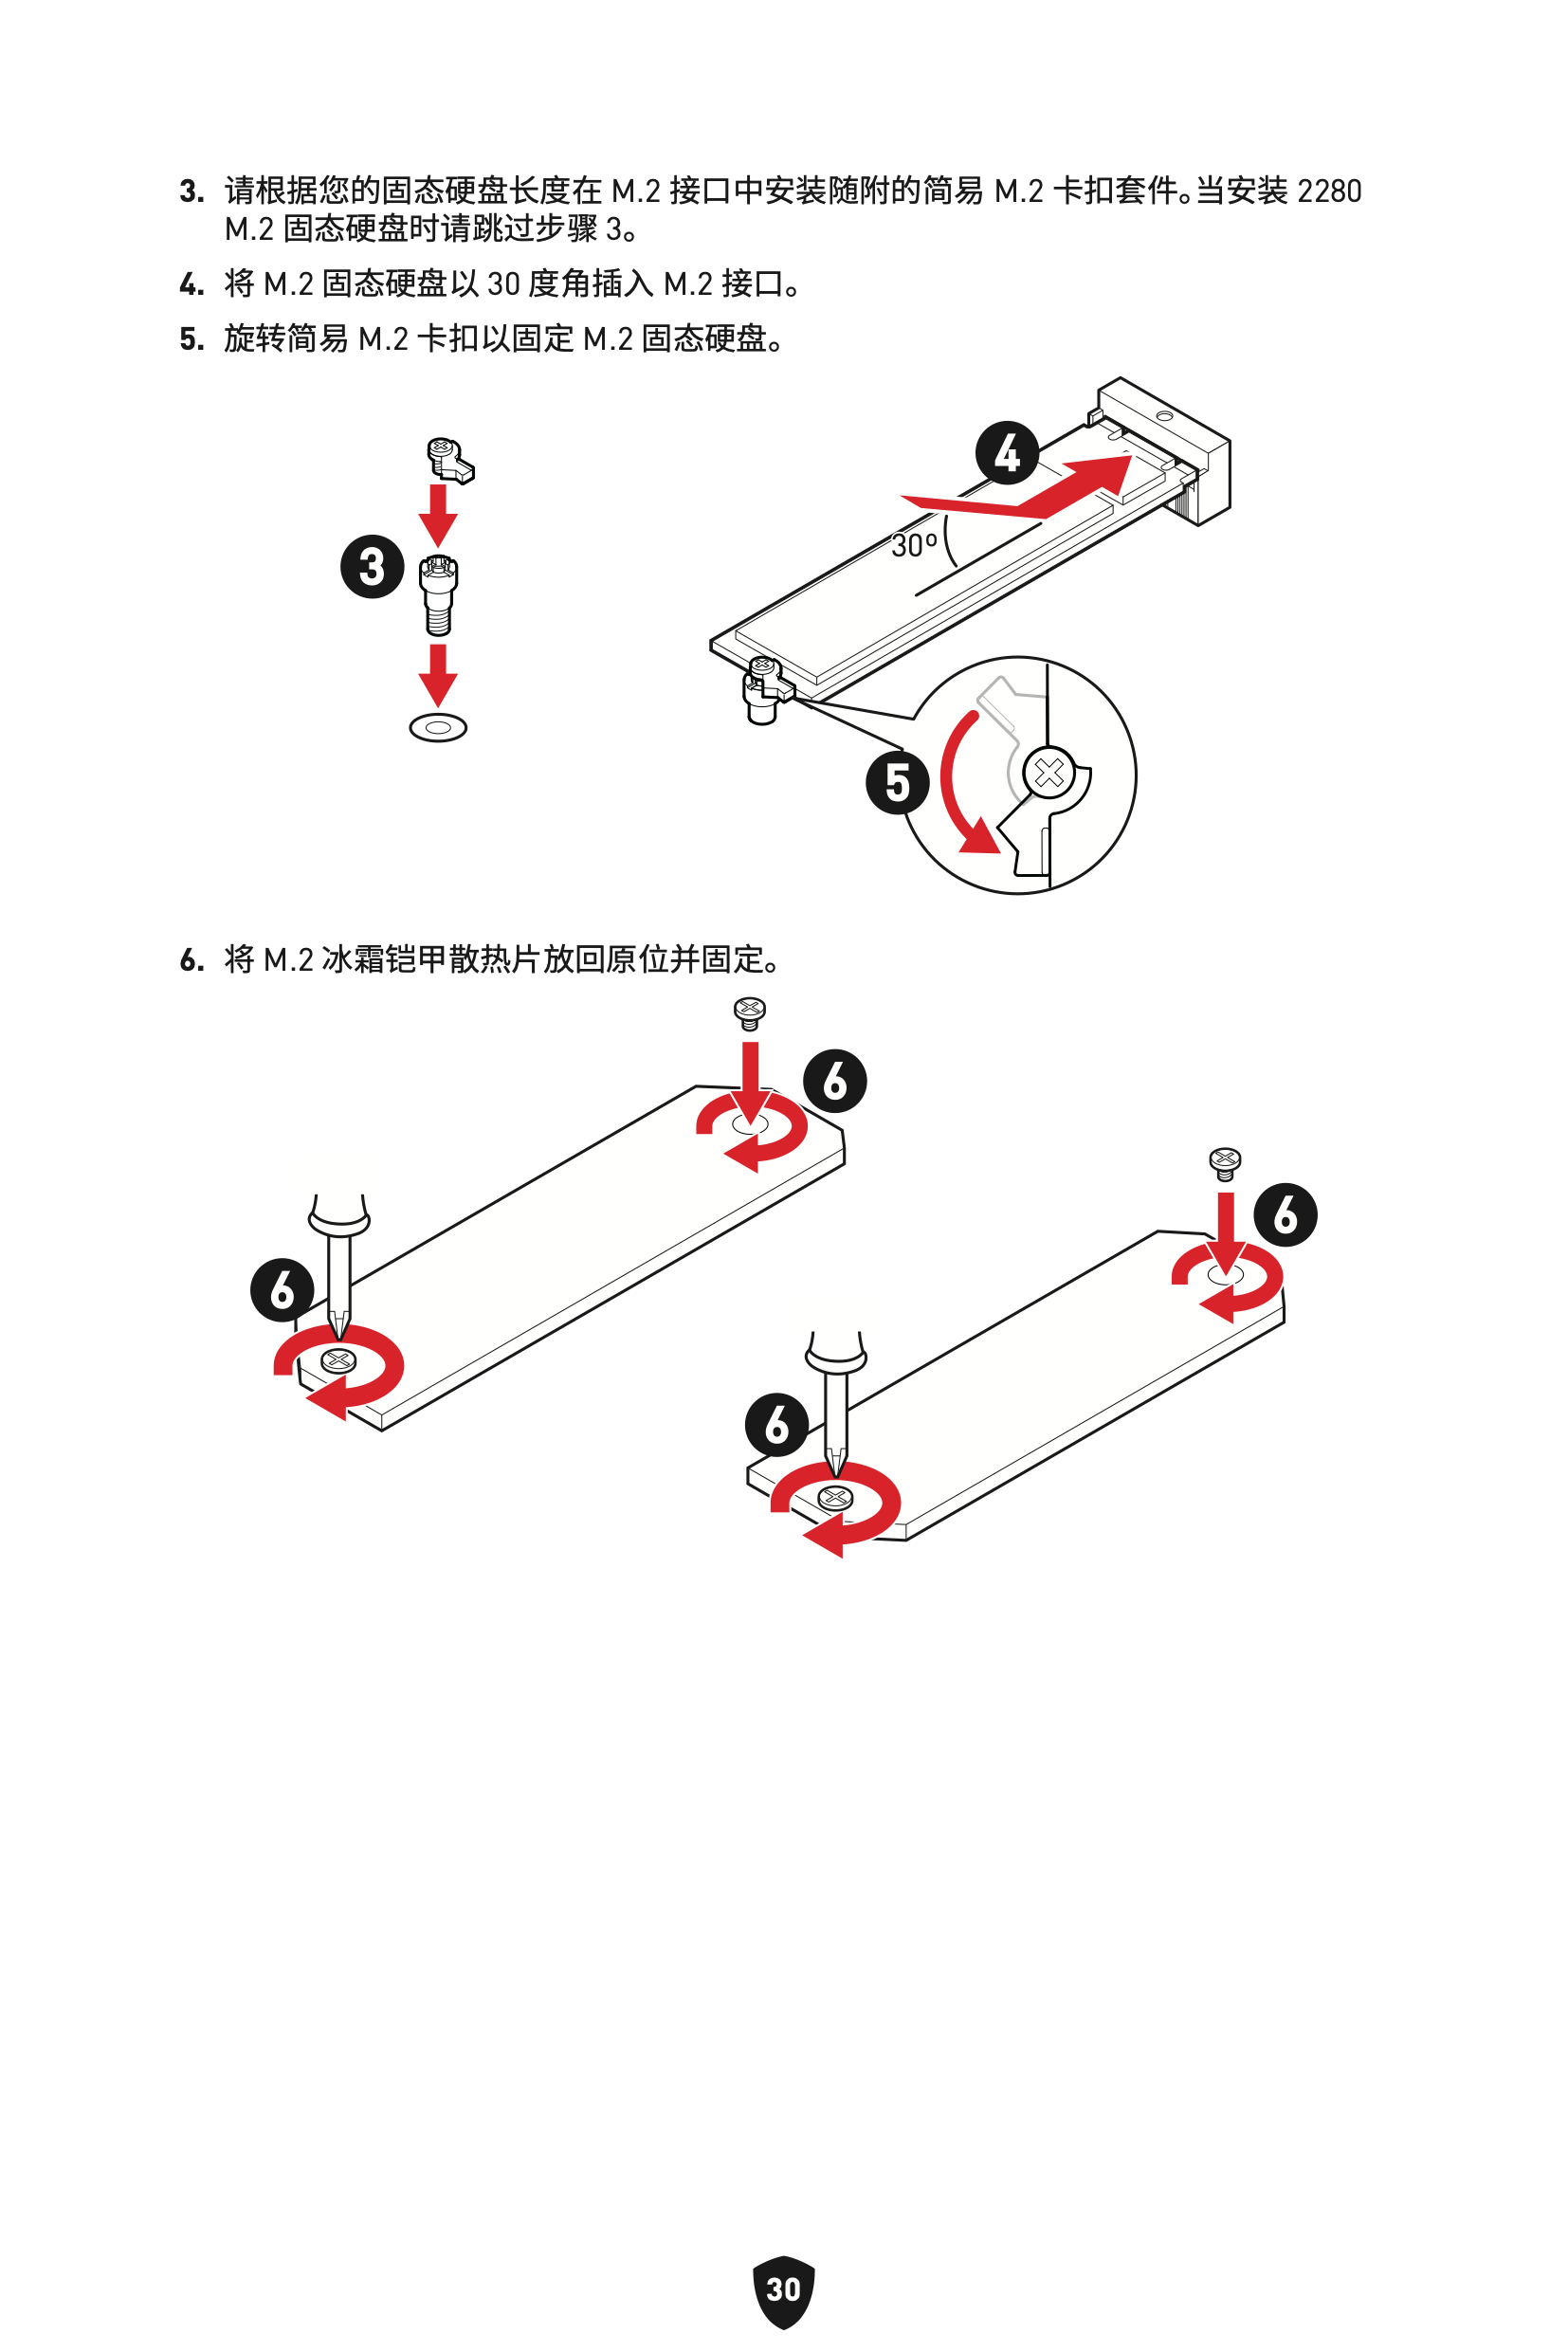 3. 请根据您的固态硬盘长度在 M.2 接口中安装随附的简易 M.2 卡扣套件。当安装 2280
M.2 固态硬盘时请跳过步骤 3。
4. 将 M.2 固态硬盘以 30 度角插入 M.2 接口。
5. 旋转简易 M.2 卡扣以固定 M.2 固态硬盘。
4
30º
3
5
6. 将 M.2 冰霜铠甲散热片放回原位并固定。
6
6
6
6
30